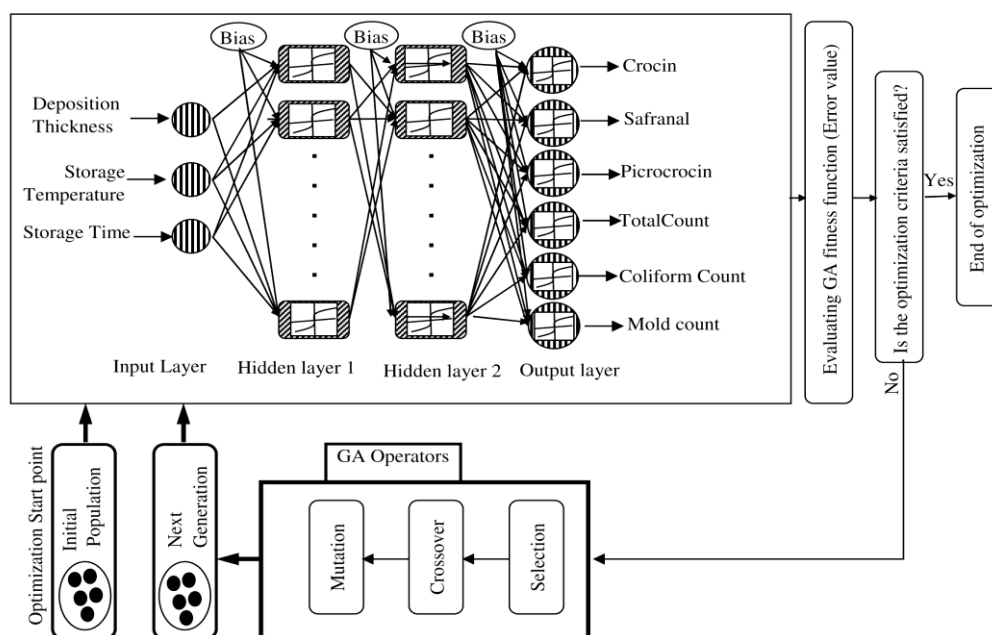 Bias
Bias
Bias
Deposition
Thickness
Storage
Temperature
Storage Time
Crocin
Safranal
Picrocrocin
TotalCount
Coliform Count
Mold count
Input Layer
Hidden layer 1
Hidden layer 2
Output layer
Evaluating GA fitness function (Error value)
Is the optimization criteria satisfied?
Yes
No
End of optimization
Optimization Start point
Initial
Population
Next
Generation
GA Operators
Mutation
Crossover
Selection